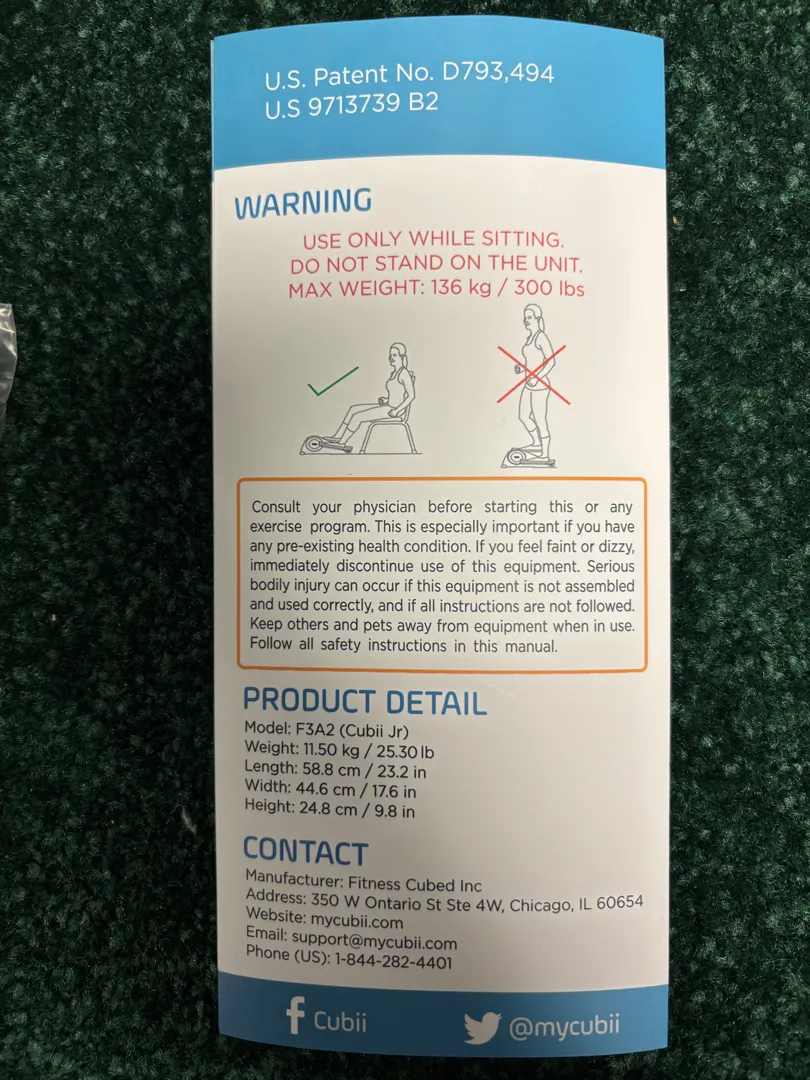 U.S. Patent No. D793,494
U.S 9713739 B2
WARNING
USE ONLY WHILE SITTING.
DO NOT STAND ON THE UNIT.
MAX WEIGHT: 136 kg / 300 lbs
Consult your physician before starting this or any
exercise program. This is especially important if you have
any pre-existing health condition. If you feel faint or dizzy,
immediately discontinue use of this equipment. Serious
bodily injury can occur if this equipment is not assembled
and used correctly, and if all instructions are not followed.
Keep others and pets away from equipment when in use.
Follow all safety instructions in this manual.
PRODUCT DETAIL
Model: F3A2 (Cubii Jr)
Weight: 11.50 kg / 25.30 lb
Length: 58.8 cm / 23.2 in
Width: 44.6 cm / 17.6 in
Height: 24.8 cm / 9.8 in
CONTACT
Manufacturer: Fitness Cubed Inc
Address: 350 W Ontario St Ste 4W, Chicago, IL 60654
Website: mycubii.com
Email: support@mycubii.com
Phone (US): 1-844-282-4401
Cubii
@mycubii